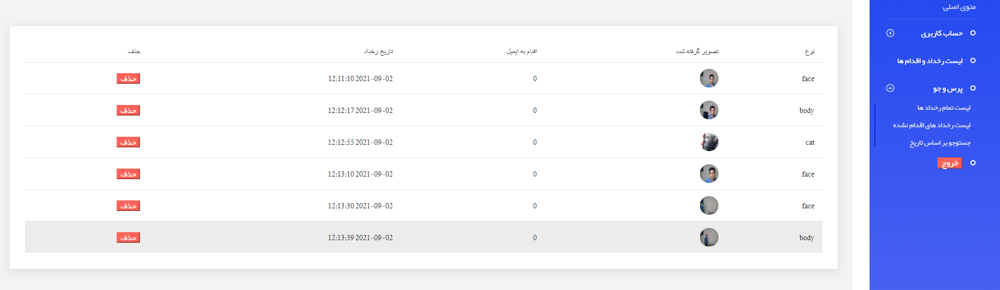 منوی اصلی
حساب کاربری
لیست رخداد و اقدام ها
پرس و جو
لیست تمام رخداد ها
لیست رخداد های اقدام نشده
جستوجو بر اساس تاریخ
خروج
نوع تصویر گرفته شده اقدام به ایمیل تاریخ رخداد حذف
face 0 12:11:10 2021-09-02 حذف
body 0 12:12:17 2021-09-02 حذف
cat 0 12:12:55 2021-09-02 حذف
face 0 12:13:10 2021-09-02 حذف
face 0 12:13:30 2021-09-02 حذف
body 0 12:13:39 2021-09-02 حذف